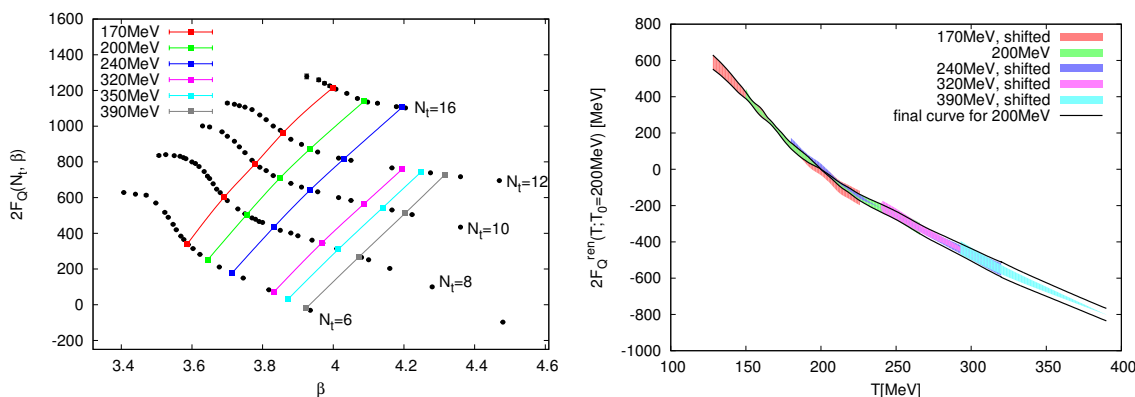 1600
1400
1200
1000
800
600
400
200
0
-200
2F_Q(N_t, β)
3.4 3.6 3.8 4 4.2 4.4 4.6
β
170MeV
200MeV
240MeV
320MeV
350MeV
390MeV
N_t=16
N_t=12
N_t=10
N_t=8
N_t=6
800
600
400
200
0
-200
-400
-600
-800
-1000
2F_Q^ren(T;T_0=200MeV) [MeV]
100 150 200 250 300 350 400
T[MeV]
170MeV, shifted
200MeV
240MeV, shifted
320MeV, shifted
390MeV, shifted
final curve for 200MeV